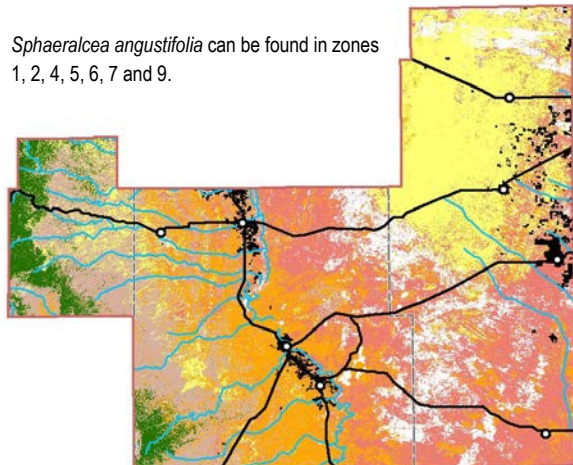 Sphaeralcea angustifolia can be found in zones
1, 2, 4, 5, 6, 7 and 9.